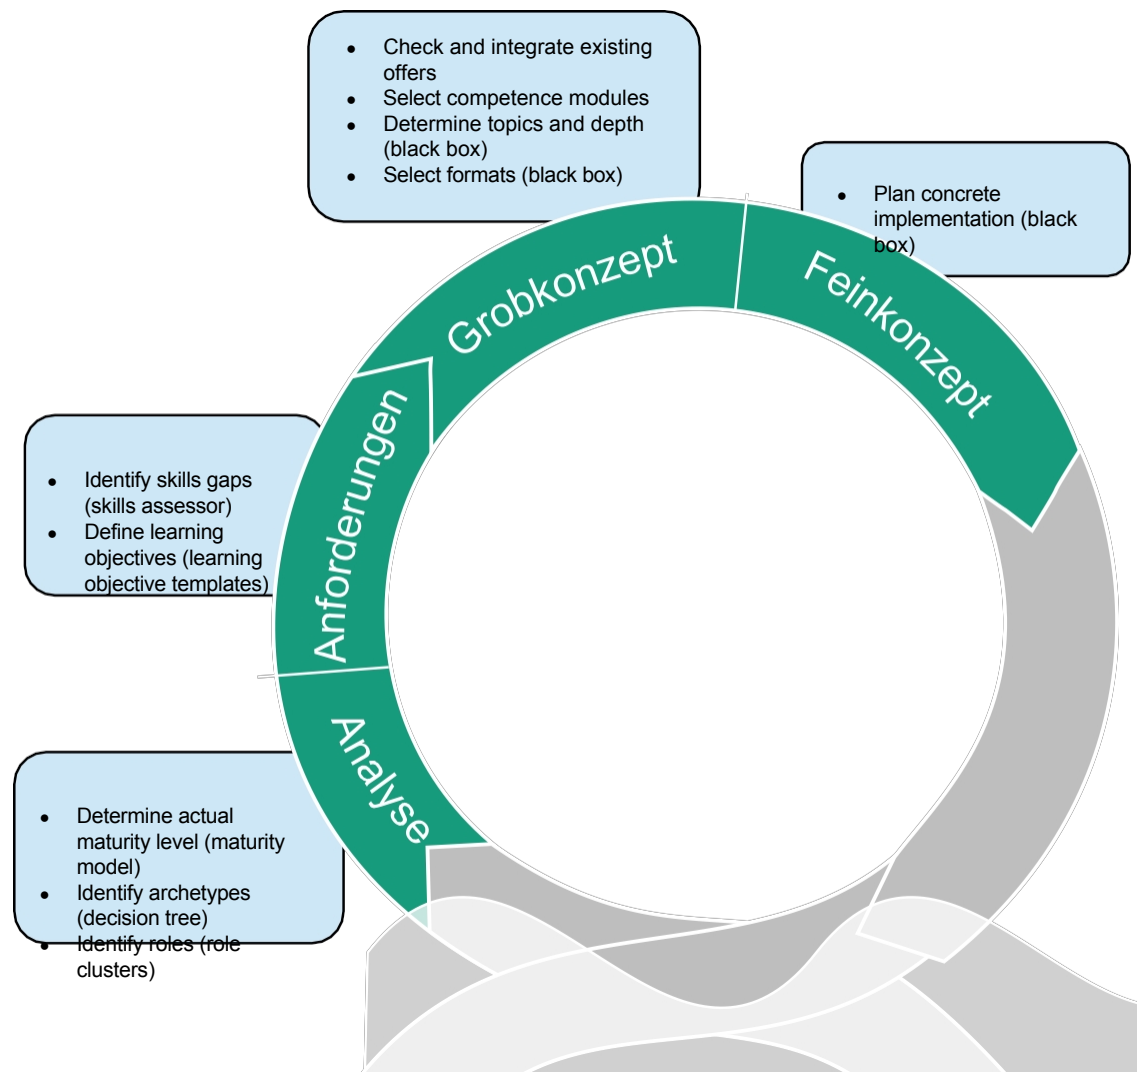 • Check and integrate existing
offers
• Select competence modules
• Determine topics and depth
(black box)
• Select formats (black box)
• Plan concrete
implementation (black
box)
Grobkonzept
Feinkonzept
Anforderungen
• Identify skills gaps
(skills assessor)
• Define learning
objectives (learning
objective templates)
Analyse
• Determine actual
maturity level (maturity
model)
• Identify archetypes
(decision tree)
• Identify roles (role
clusters)